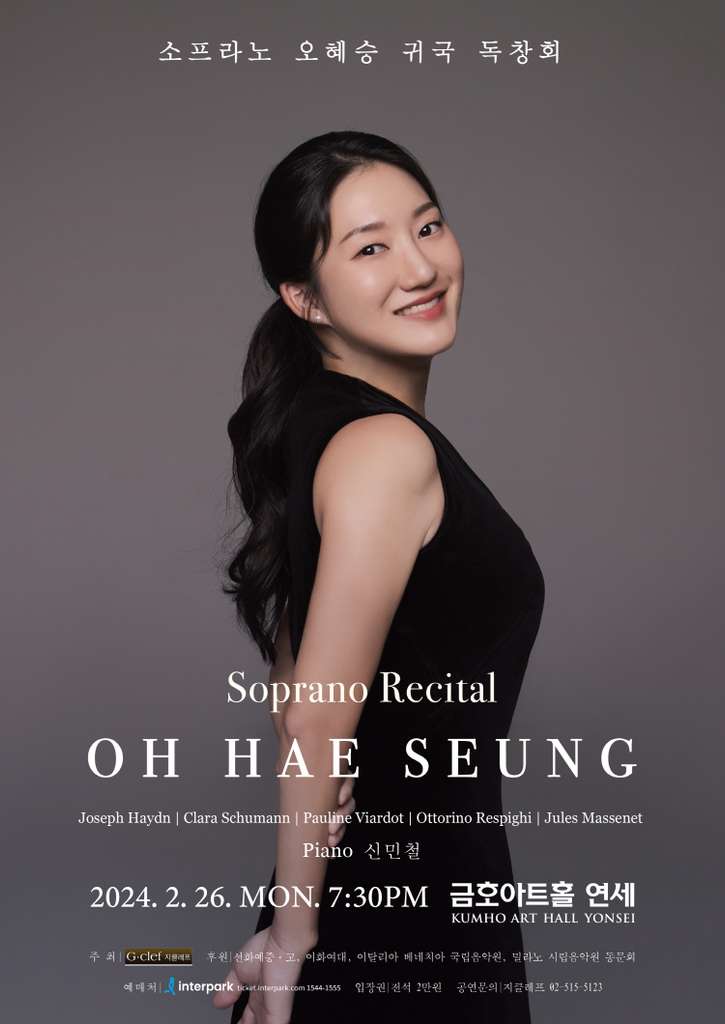 소프라노 오혜승 귀국 독창회
Soprano Recital
OH HAE SEUNG
Joseph Haydn | Clara Schumann | Pauline Viardot | Ottorino Respighi | Jules Massenet
Piano 신민철
2024. 2. 26. MON. 7:30PM 금호아트홀 연세
KUMHO ART HALL YONSEI
주 최 | G·clef 지클레프 후원 | 선화예중·고, 이화여대, 이탈리아 베네치아 국립음악원, 밀라노 시립음악원 동문회
예매처 | interpark ticket.interpark.com 1544-1555 입장권 | 전석 2만원 공연문의 | 지클레프 02-515-5123